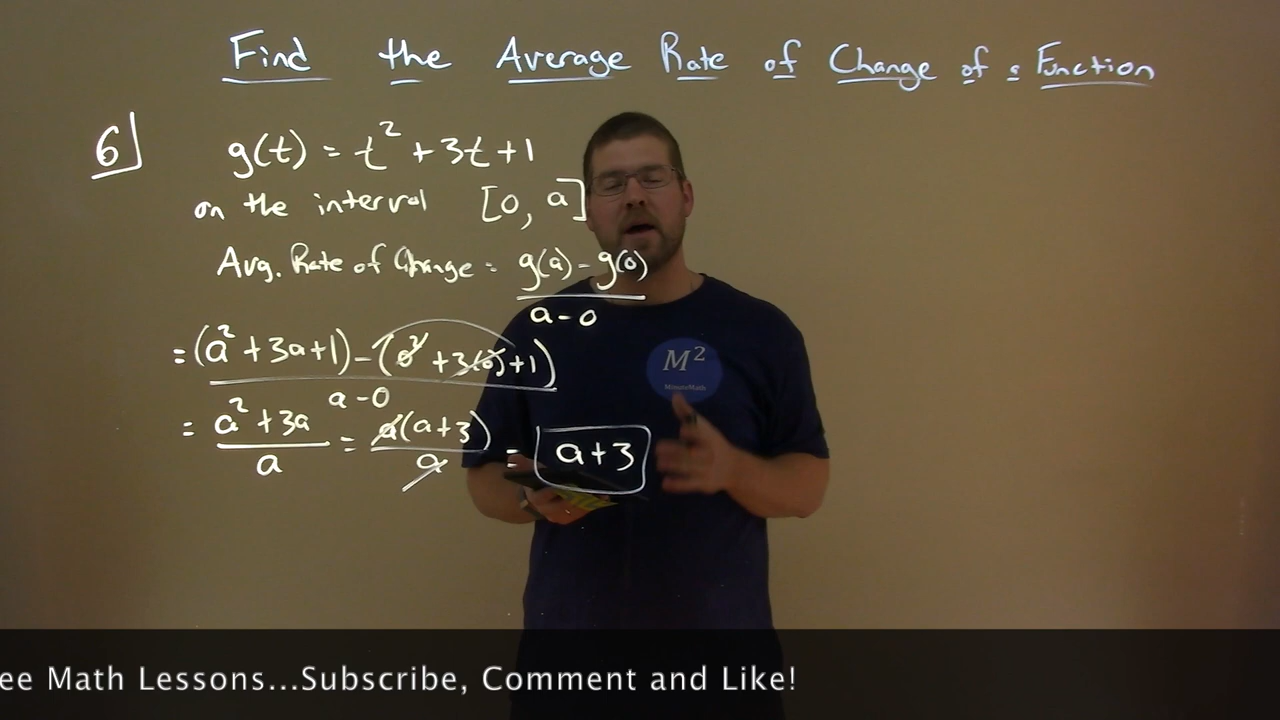 Find the Average Rate of Change of a Function
6] g(t) = t² + 3t + 1
on the interval [0, a]
Avg. Rate of Change = g(a) - g(0)
a - 0
= (a² + 3a + 1) - (0² + 3(0) + 1)
a - 0
= a² + 3a / a = a(a+3) / a = a+3
M²
MinuteMath
ee Math Lessons...Subscribe, Comment and Like!